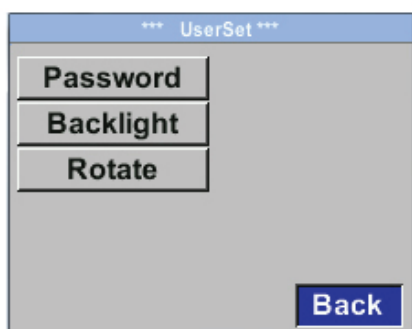 *** UserSet ***
Password
Backlight
Rotate
Back